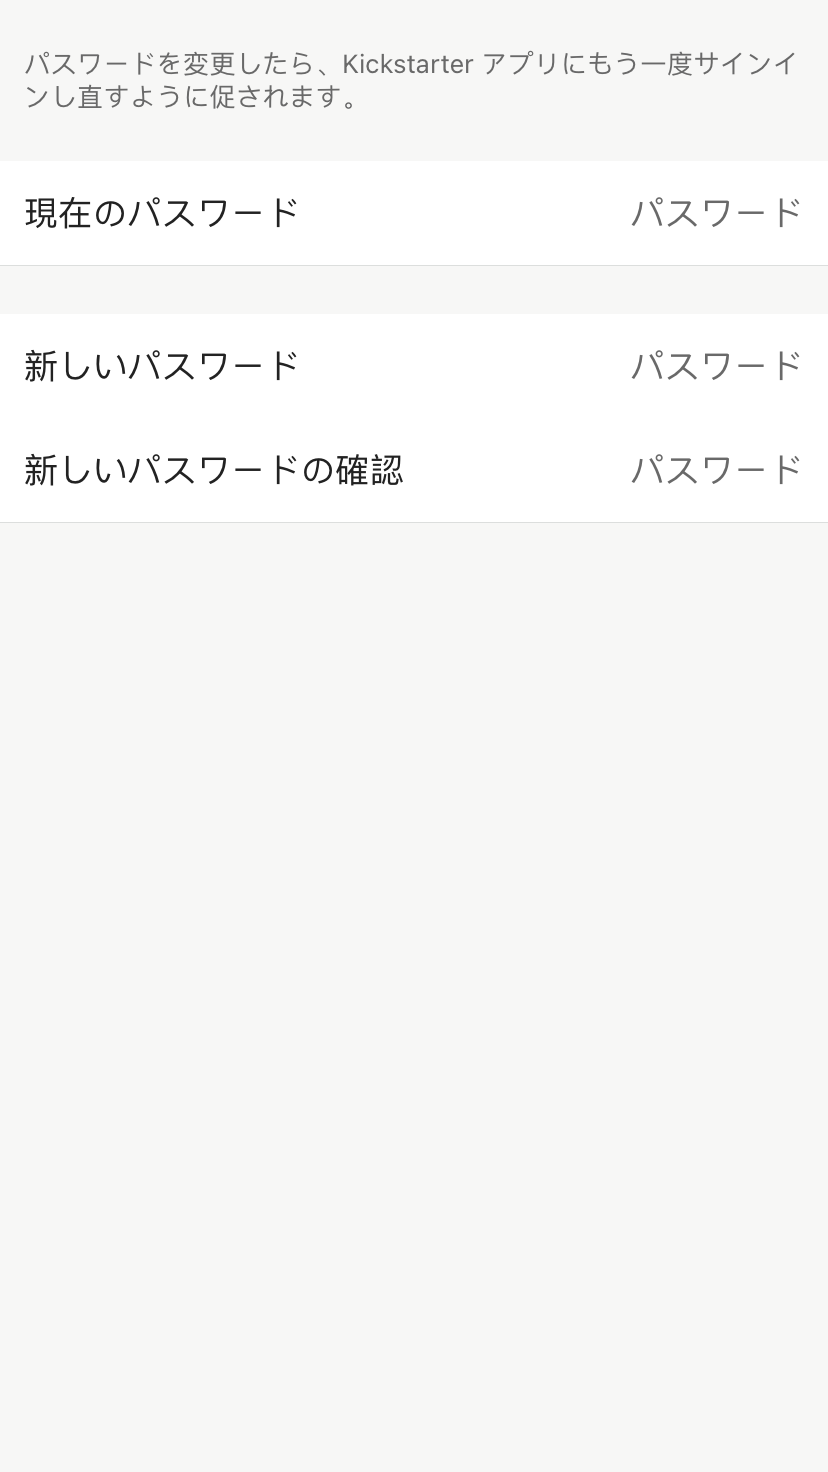 パスワードを変更したら、Kickstarter アプリにもう一度サインイ
ンし直すように促されます。
現在のパスワード パスワード
新しいパスワード パスワード
新しいパスワードの確認 パスワード